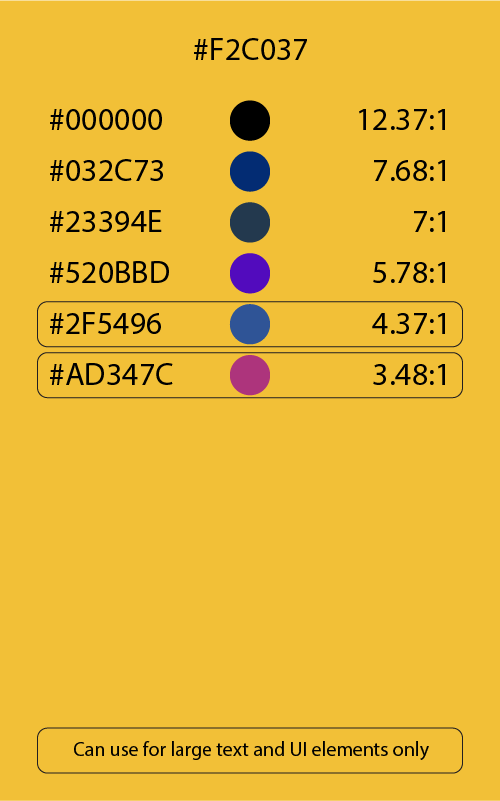 #F2C037
#000000 12.37:1
#032C73 7.68:1
#23394E 7:1
#520BBD 5.78:1
#2F5496 4.37:1
#AD347C 3.48:1
Can use for large text and UI elements only